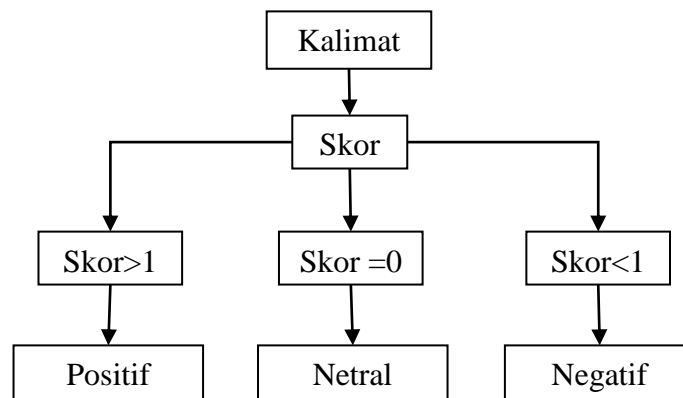 Kalimat
Skor
Skor>1
Skor =0
Skor<1
Positif
Netral
Negatif